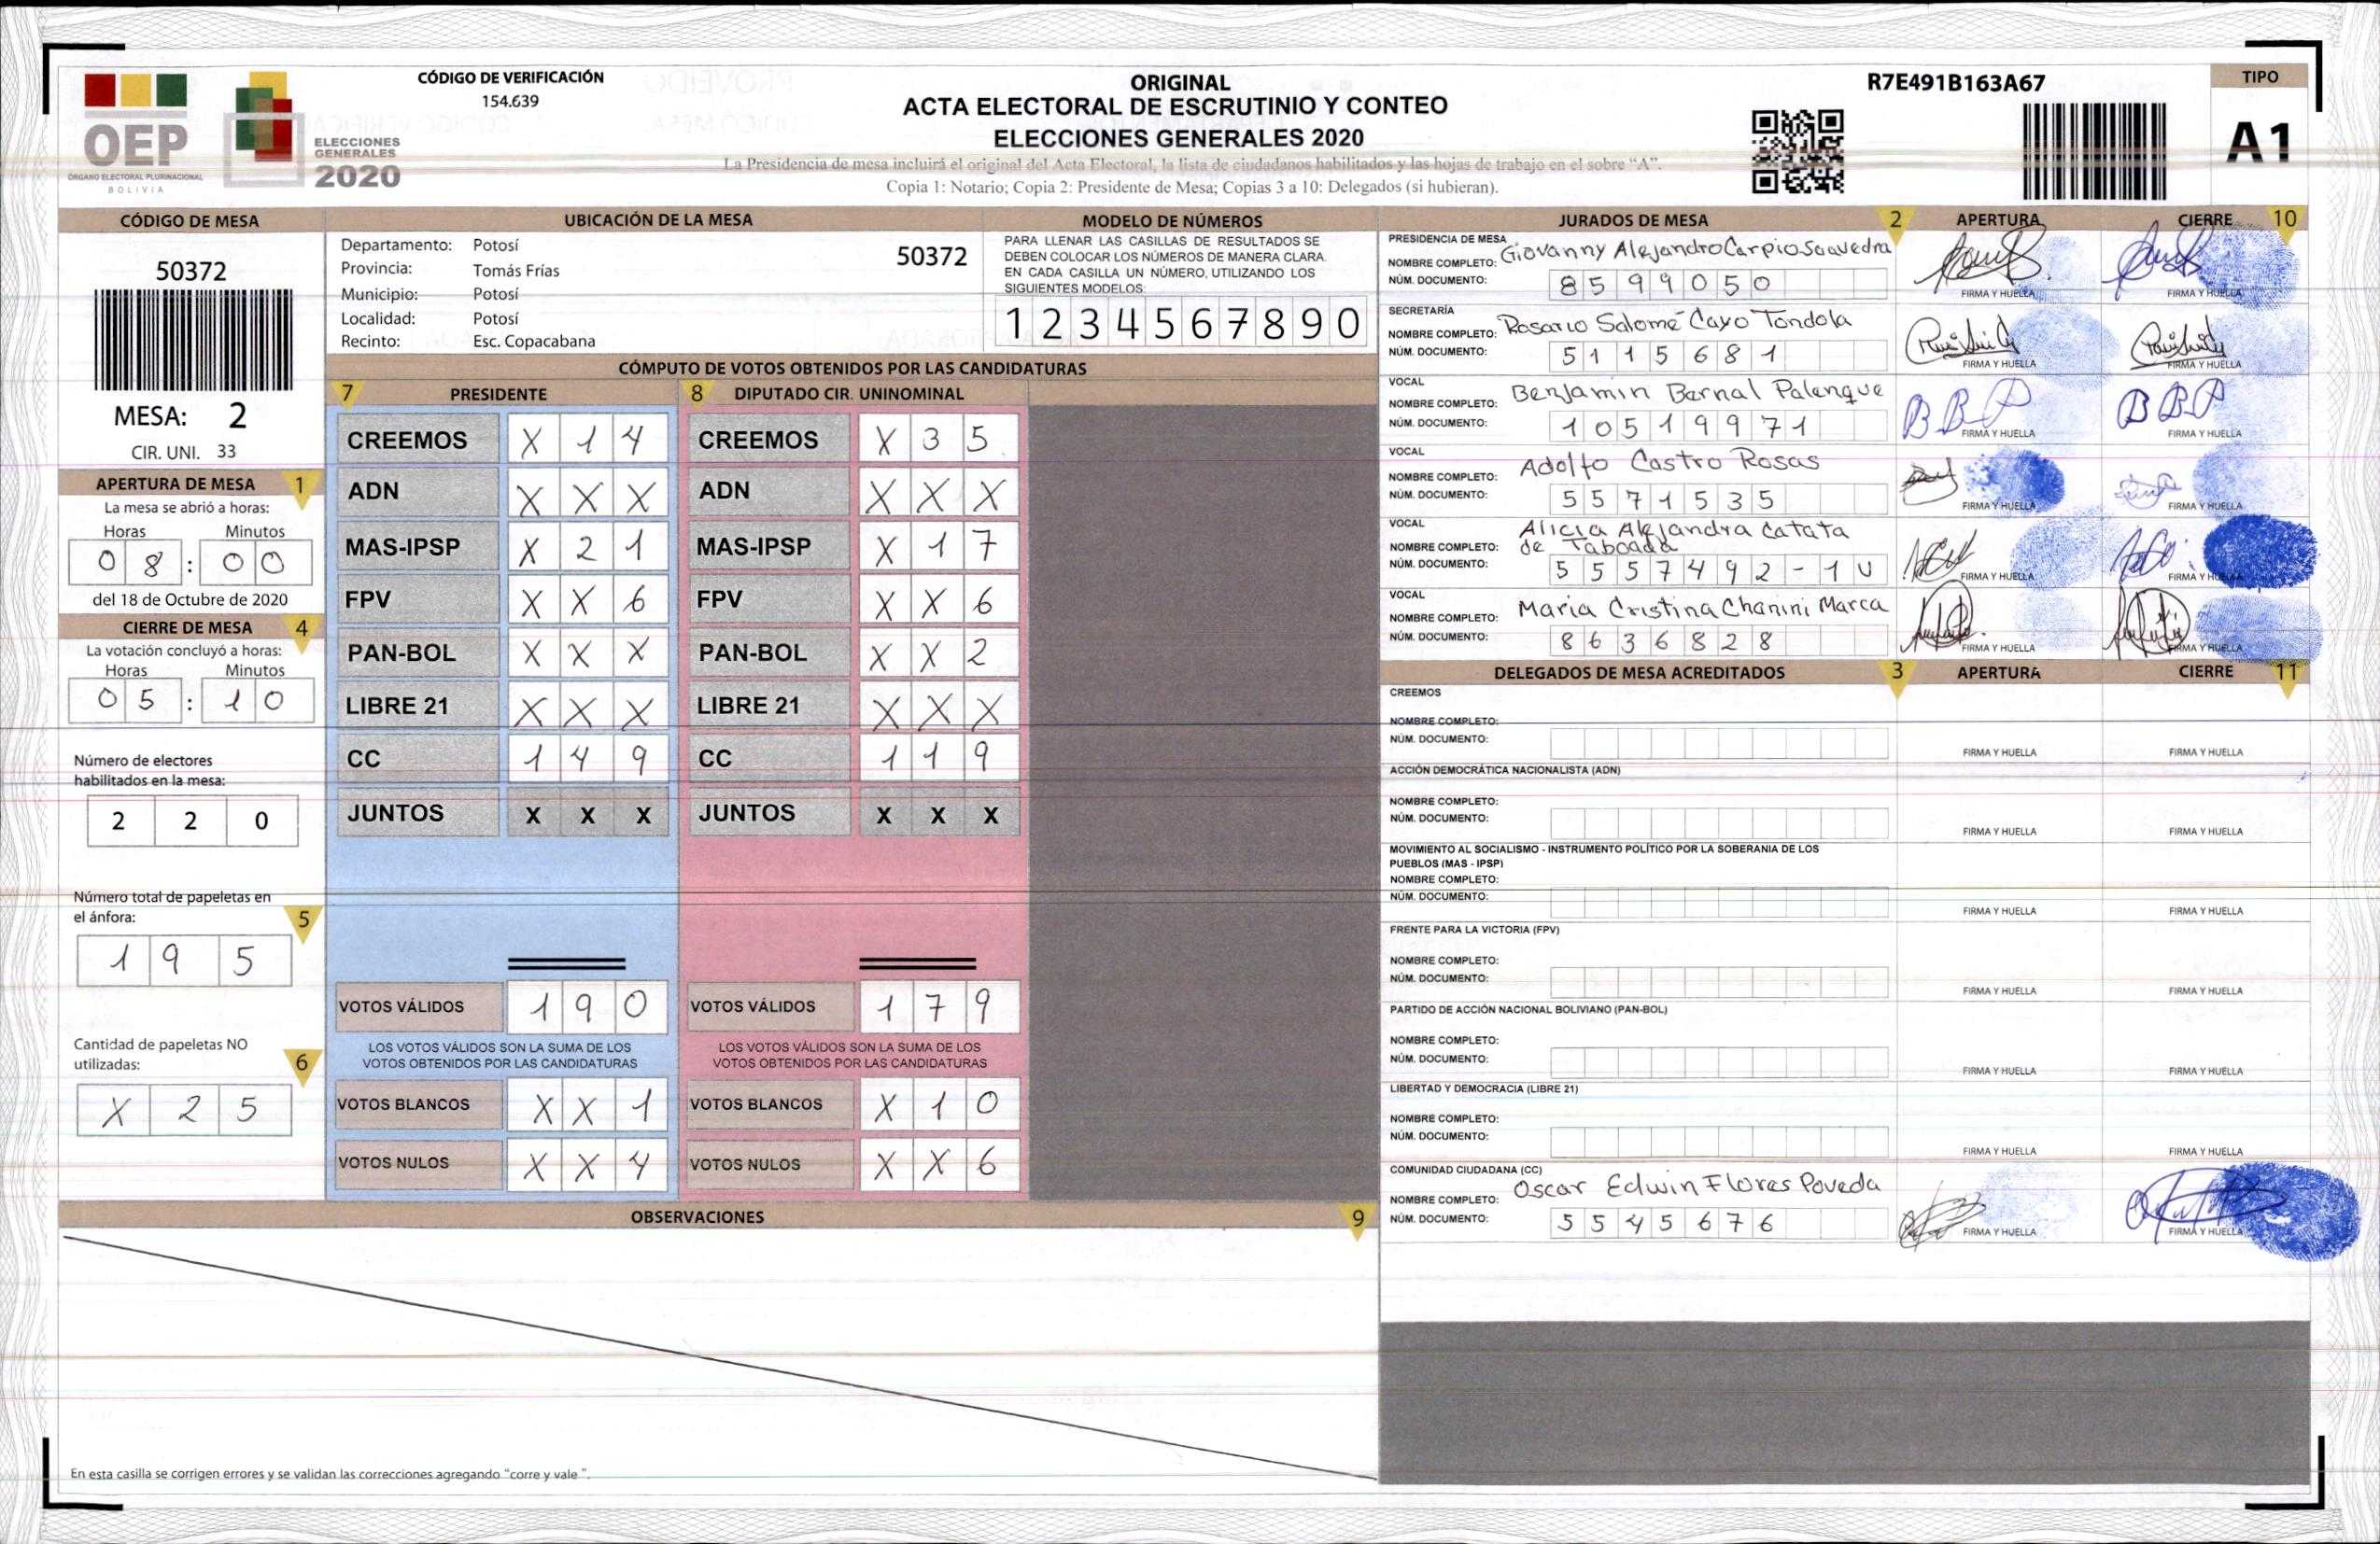 CÓDIGO DE VERIFICACIÓN
154.639
OEP
ÓRGANO ELECTORAL PLURINACIONAL
BOLIVIA
ELECCIONES
GENERALES
2020
ORIGINAL
ACTA ELECTORAL DE ESCRUTINIO Y CONTEO
ELECCIONES GENERALES 2020
La Presidencia de mesa incluirá el original del Acta Electoral, la lista de ciudadanos habilitados y las hojas de trabajo en el sobre “A”.
Copia 1: Notario; Copia 2: Presidente de Mesa; Copias 3 a 10: Delegados (si hubieran).
R7E491B163A67
TIPO
A1
CÓDIGO DE MESA
50372
MESA: 2
CIR. UNI. 33
APERTURA DE MESA 1
La mesa se abrió a horas:
Horas Minutos
0 8 : 0 0
del 18 de Octubre de 2020
CIERRE DE MESA 4
La votación concluyó a horas:
Horas Minutos
0 5 : 1 0
Número de electores
habilitados en la mesa:
2 2 0
Número total de papeletas en
el ánfora: 5
1 9 5
Cantidad de papeletas NO
utilizadas: 6
X 2 5
UBICACIÓN DE LA MESA
Departamento: Potosí
50372
Provincia: Tomás Frías
Municipio: Potosí
Localidad: Potosí
Recinto: Esc. Copacabana
MODELO DE NÚMEROS
PARA LLENAR LAS CASILLAS DE RESULTADOS SE
DEBEN COLOCAR LOS NÚMEROS DE MANERA CLARA.
EN CADA CASILLA UN NÚMERO, UTILIZANDO LOS
SIGUIENTES MODELOS:
1 2 3 4 5 6 7 8 9 0
CÓMPUTO DE VOTOS OBTENIDOS POR LAS CANDIDATURAS
7 PRESIDENTE 8 DIPUTADO CIR. UNINOMINAL
CREEMOS X 1 4 CREEMOS X 3 5
ADN X X X ADN X X X
MAS-IPSP X 2 1 MAS-IPSP X 1 7
FPV X X 6 FPV X X 6
PAN-BOL X X X PAN-BOL X X 2
LIBRE 21 X X X LIBRE 21 X X X
CC 1 4 9 CC 1 1 9
JUNTOS X X X JUNTOS X X X
VOTOS VÁLIDOS 1 9 0 VOTOS VÁLIDOS 1 7 9
LOS VOTOS VÁLIDOS SON LA SUMA DE LOS LOS VOTOS VÁLIDOS SON LA SUMA DE LOS
VOTOS OBTENIDOS POR LAS CANDIDATURAS VOTOS OBTENIDOS POR LAS CANDIDATURAS
VOTOS BLANCOS X X 1 VOTOS BLANCOS X 1 0
VOTOS NULOS X X 4 VOTOS NULOS X X 6
OBSERVACIONES 9
En esta casilla se corrigen errores y se validan las correcciones agregando “corre y vale ”.
JURADOS DE MESA 2 APERTURA CIERRE 10
PRESIDENCIA DE MESA
NOMBRE COMPLETO: Giovanny Alejandro Carpio Saavedra
NÚM. DOCUMENTO: 8 5 9 9 0 5 0
FIRMA Y HUELLA FIRMA Y HUELLA
SECRETARÍA
NOMBRE COMPLETO: Rosario Salomé Cayo Tondola
NÚM. DOCUMENTO: 5 1 1 5 6 8 1
FIRMA Y HUELLA FIRMA Y HUELLA
VOCAL
NOMBRE COMPLETO: Benjamin Bernal Palenque
NÚM. DOCUMENTO: 1 0 5 1 9 9 7 1
FIRMA Y HUELLA FIRMA Y HUELLA
VOCAL
NOMBRE COMPLETO: Adolfo Castro Rosas
NÚM. DOCUMENTO: 5 5 7 1 5 3 5
FIRMA Y HUELLA FIRMA Y HUELLA
VOCAL
NOMBRE COMPLETO: Alicia Alejandra Catata
de Taboada
NÚM. DOCUMENTO: 5 5 5 7 4 9 2 - 1 U
FIRMA Y HUELLA FIRMA Y HUELLA
VOCAL
NOMBRE COMPLETO: Maria Cristina Chanini Marca
NÚM. DOCUMENTO: 8 6 3 6 8 2 8
FIRMA Y HUELLA FIRMA Y HUELLA
DELEGADOS DE MESA ACREDITADOS 3 APERTURA CIERRE 11
CREEMOS
NOMBRE COMPLETO:
NÚM. DOCUMENTO:
FIRMA Y HUELLA FIRMA Y HUELLA
ACCIÓN DEMOCRÁTICA NACIONALISTA (ADN)
NOMBRE COMPLETO:
NÚM. DOCUMENTO:
FIRMA Y HUELLA FIRMA Y HUELLA
MOVIMIENTO AL SOCIALISMO - INSTRUMENTO POLÍTICO POR LA SOBERANIA DE LOS
PUEBLOS (MAS - IPSP)
NOMBRE COMPLETO:
NÚM. DOCUMENTO:
FIRMA Y HUELLA FIRMA Y HUELLA
FRENTE PARA LA VICTORIA (FPV)
NOMBRE COMPLETO:
NÚM. DOCUMENTO:
FIRMA Y HUELLA FIRMA Y HUELLA
PARTIDO DE ACCIÓN NACIONAL BOLIVIANO (PAN-BOL)
NOMBRE COMPLETO:
NÚM. DOCUMENTO:
FIRMA Y HUELLA FIRMA Y HUELLA
LIBERTAD Y DEMOCRACIA (LIBRE 21)
NOMBRE COMPLETO:
NÚM. DOCUMENTO:
FIRMA Y HUELLA FIRMA Y HUELLA
COMUNIDAD CIUDADANA (CC)
NOMBRE COMPLETO: Oscar Edwin Flores Poveda
NÚM. DOCUMENTO: 5 5 4 5 6 7 6
FIRMA Y HUELLA FIRMA Y HUELLA